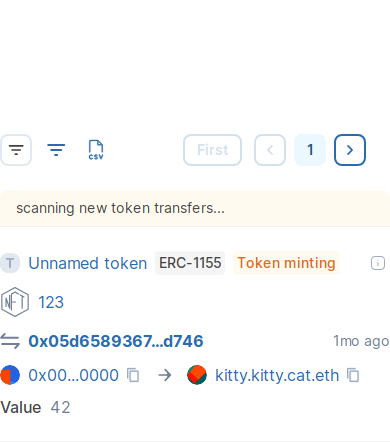 CSV
First 1
scanning new token transfers...
T Unnamed token ERC-1155 Token minting
NFT 123
0x05d6589367...d746 1mo ago
0x00...0000 kitty.kitty.cat.eth
Value 42